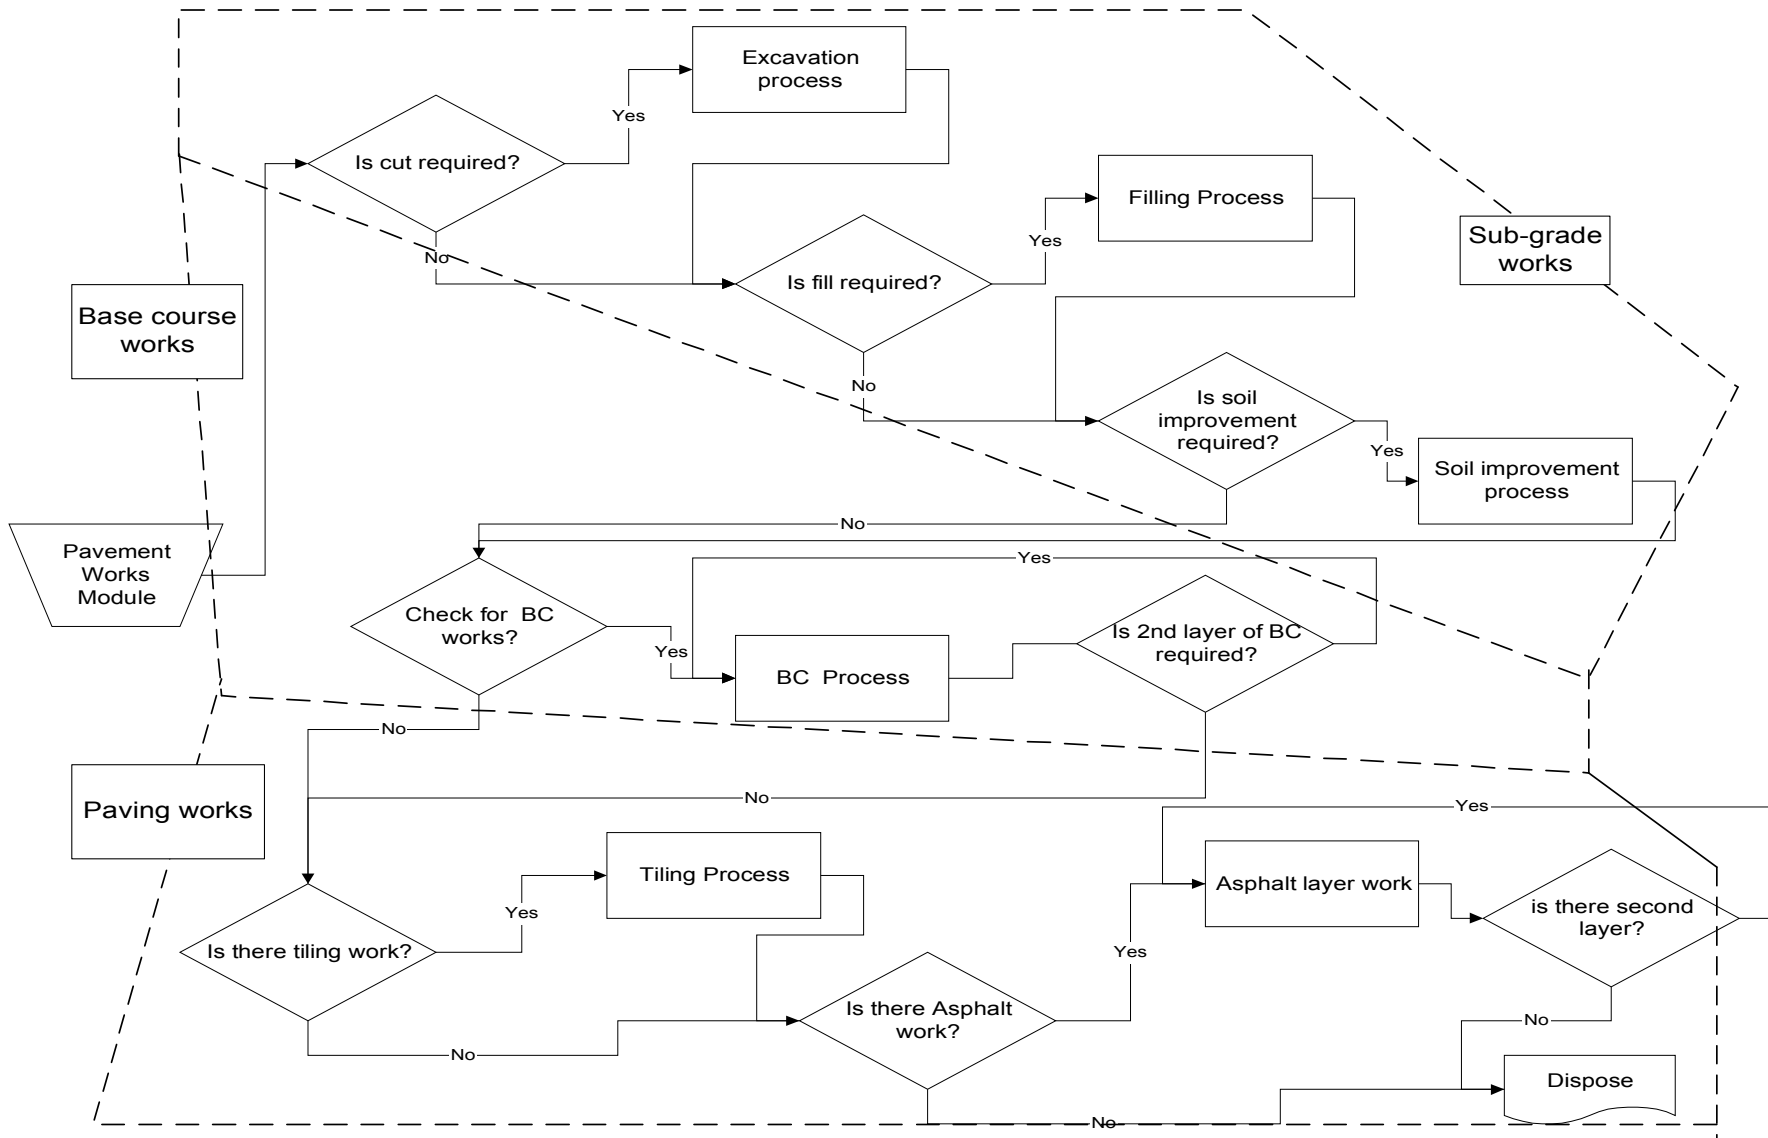 Excavation
process
Yes
Is cut required?
No
Filling Process
Yes
Is fill required?
Sub-grade
works
Base course
works
No
Is soil
improvement
required?
Yes
Soil improvement
process
No
Pavement
Works
Module
Yes
Check for BC
works?
Is 2nd layer of BC
required?
Yes
BC Process
No
No
Paving works
Yes
Tiling Process
Asphalt layer work
Yes
is there second
layer?
Is there tiling work?
Yes
Is there Asphalt
work?
No
No
Dispose
No